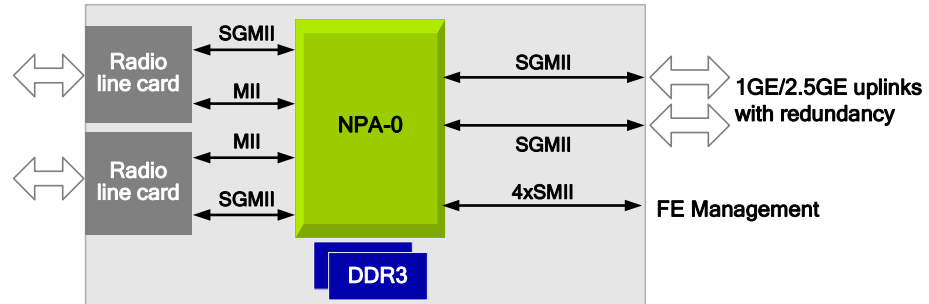 SGMII
Radio
line card
MII
SGMII
1GE/2.5GE uplinks
with redundancy
NPA-0
MII
SGMII
Radio
line card
SGMII
4xSMII
FE Management
DDR3